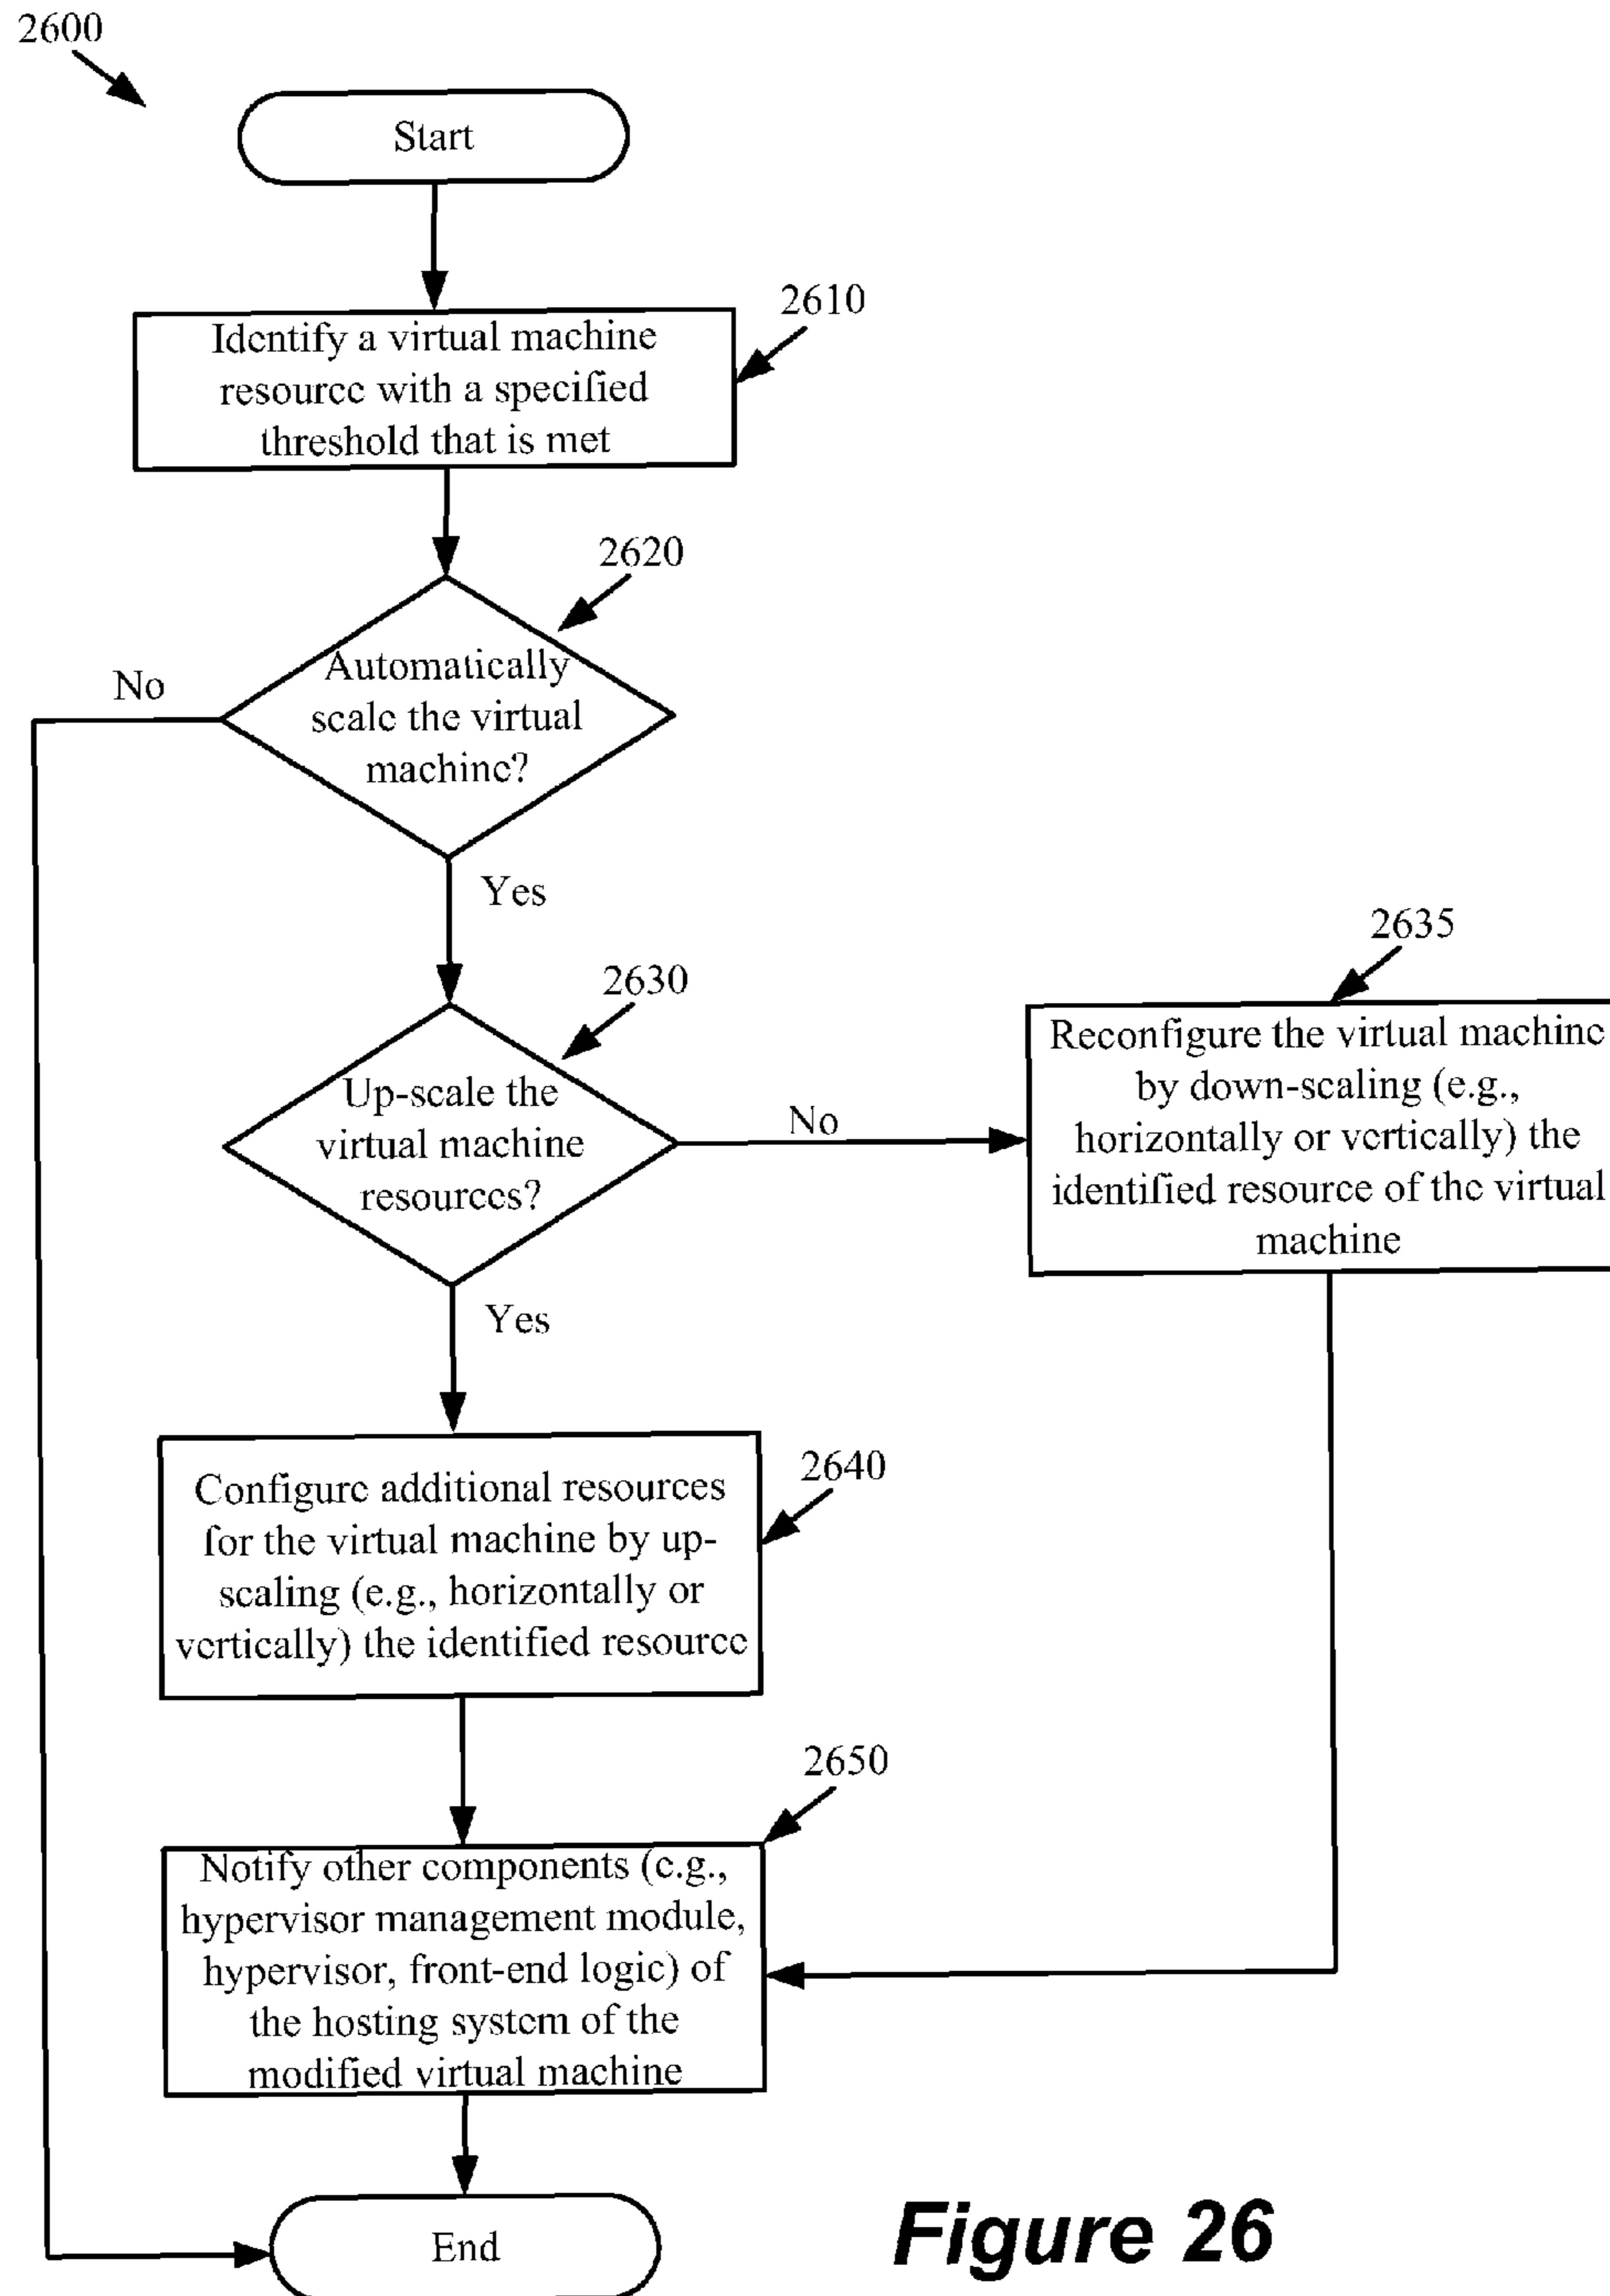 2600
Start
2610
Identify a virtual machine
resource with a specified
threshold that is met
2620
Automatically
scale the virtual
machine?
No
Yes
2630
Up-scale the
virtual machine
resources?
No
Yes
2635
Reconfigure the virtual machine
by down-scaling (e.g.,
horizontally or vertically) the
identified resource of the virtual
machine
2640
Configure additional resources
for the virtual machine by up-
scaling (e.g., horizontally or
vertically) the identified resource
2650
Notify other components (e.g.,
hypervisor management module,
hypervisor, front-end logic) of
the hosting system of the
modified virtual machine
End
Figure 26